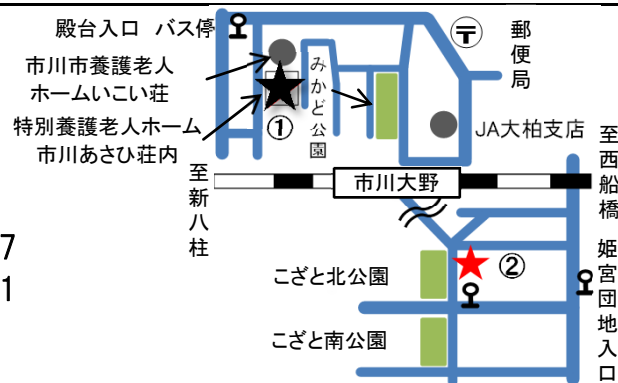 殿台入口 バス停
〒
郵便局
市川市養護老人
ホームいこい荘
みかど公園
特別養護老人ホーム
市川あさひ荘内
①
JA大柏支店
至新八柱
市川大野
至西船橋
7
1
②
こざと北公園
姫宮団地入口
こざと南公園